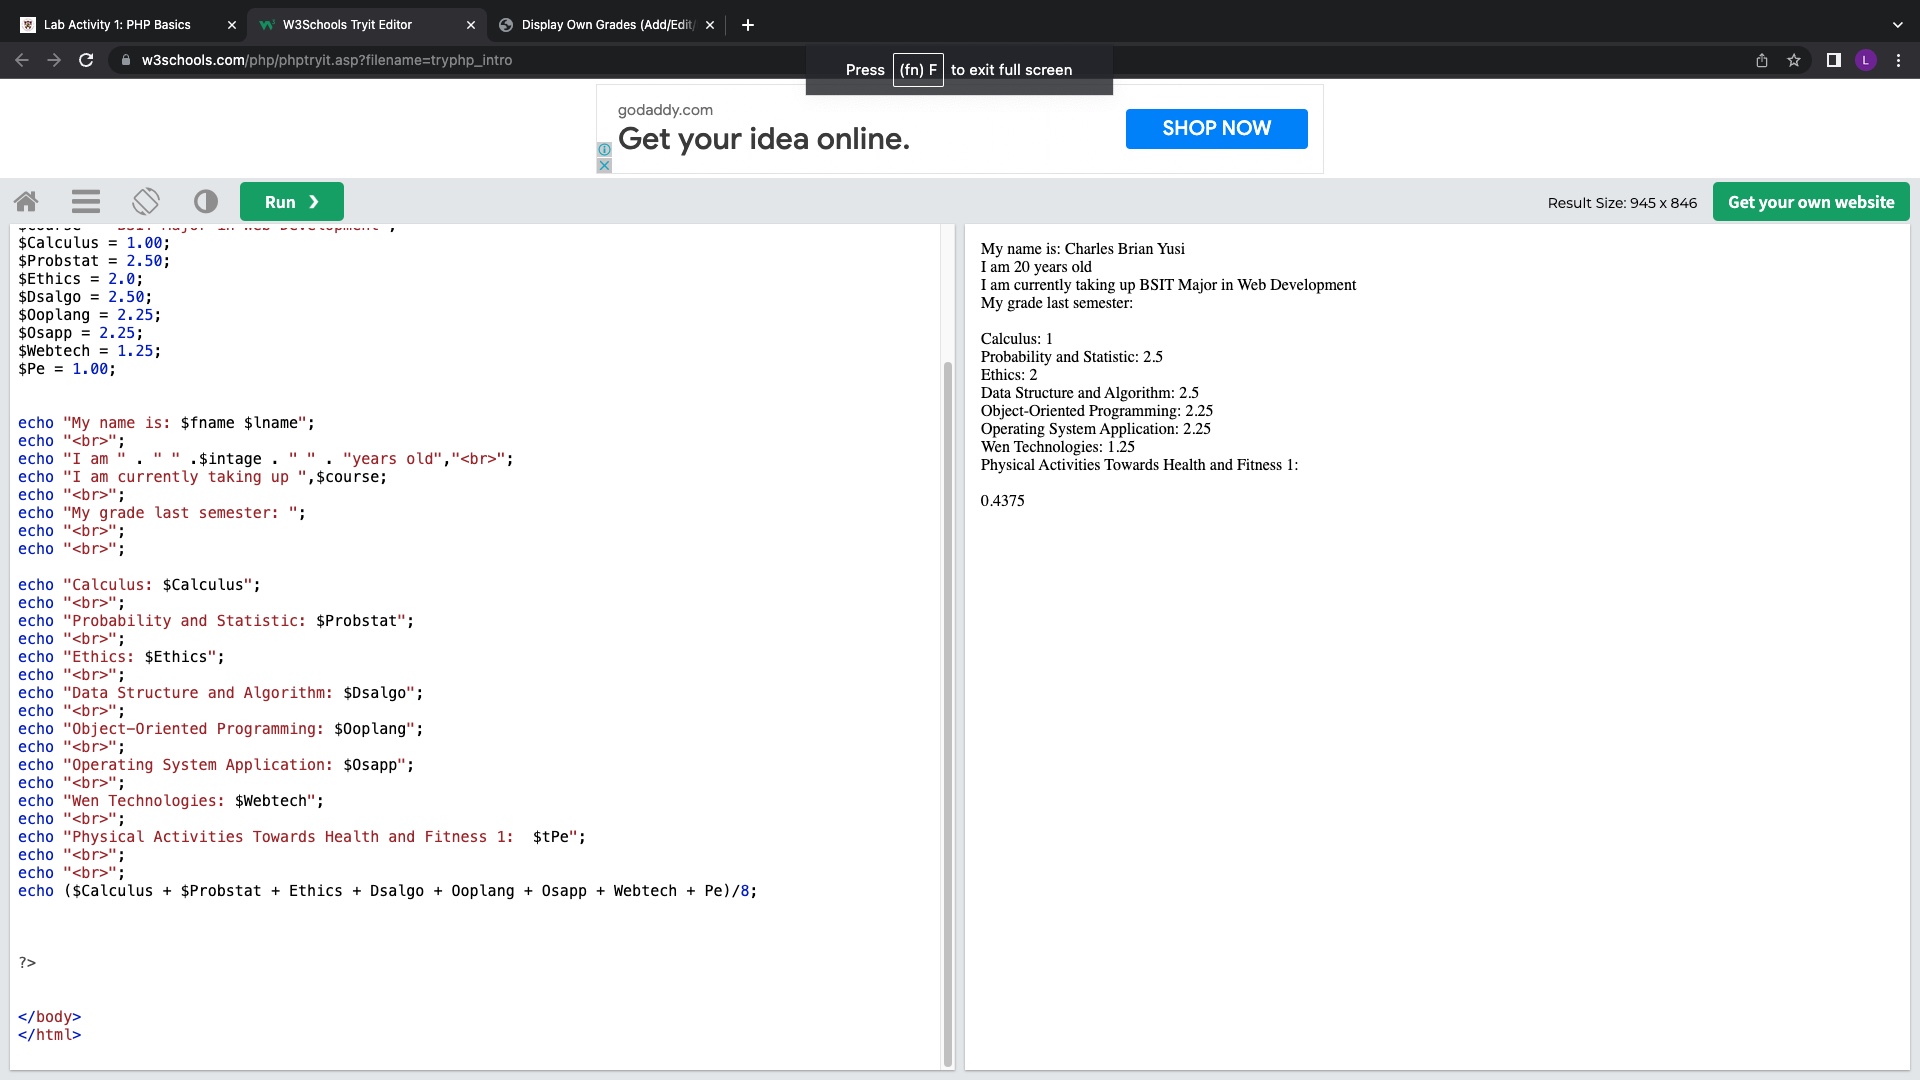 Lab Activity 1: PHP Basics
W3Schools Tryit Editor
Display Own Grades (Add/Edit/
w3schools.com/php/phptryit.asp?filename=tryphp_intro
L
Press (fn) F to exit full screen
godaddy.com
Get your idea online.
SHOP NOW
Run ❯
Result Size: 945 x 846
Get your own website
$Calculus = 1.00;
$Probstat = 2.50;
$Ethics = 2.0;
$Dsalgo = 2.50;
$Ooplang = 2.25;
$Osapp = 2.25;
$Webtech = 1.25;
$Pe = 1.00;
echo "My name is: $fname $lname";
echo "<br>";
echo "I am " . " " .$intage . " " . "years old","<br>";
echo "I am currently taking up ",$course;
echo "<br>";
echo "My grade last semester: ";
echo "<br>";
echo "<br>";
echo "Calculus: $Calculus";
echo "<br>";
echo "Probability and Statistic: $Probstat";
echo "<br>";
echo "Ethics: $Ethics";
echo "<br>";
echo "Data Structure and Algorithm: $Dsalgo";
echo "<br>";
echo "Object-Oriented Programming: $Ooplang";
echo "<br>";
echo "Operating System Application: $Osapp";
echo "<br>";
echo "Wen Technologies: $Webtech";
echo "<br>";
echo "Physical Activities Towards Health and Fitness 1:  $tPe";
echo "<br>";
echo "<br>";
echo ($Calculus + $Probstat + Ethics + Dsalgo + Ooplang + Osapp + Webtech + Pe)/8;
?>
</body>
</html>
My name is: Charles Brian Yusi
I am 20 years old
I am currently taking up BSIT Major in Web Development
My grade last semester:
Calculus: 1
Probability and Statistic: 2.5
Ethics: 2
Data Structure and Algorithm: 2.5
Object-Oriented Programming: 2.25
Operating System Application: 2.25
Wen Technologies: 1.25
Physical Activities Towards Health and Fitness 1:
0.4375